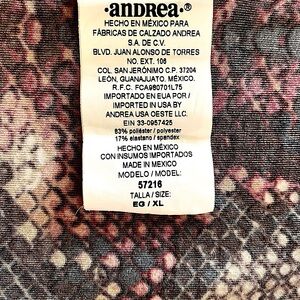 ·andrea·®
HECHO EN MÉXICO PARA
FÁBRICAS DE CALZADO ANDREA
S.A. DE C.V.
BLVD. JUAN ALONSO DE TORRES
NO. EXT. 106
COL. SAN JERÓNIMO C.P. 37204
LEÓN, GUANAJUATO, MÉXICO.
R.F.C. FCA980701L75
IMPORTADO EN E.U.A POR /
IMPORTED IN USA BY
ANDREA USA OESTE LLC.
EIN 33-0957425
83% poliéster / polyester
17% elastano / spandex
HECHO EN MÉXICO
CON INSUMOS IMPORTADOS
MADE IN MEXICO
MODELO / MODEL:
57216
TALLA / SIZE:
EG / XL